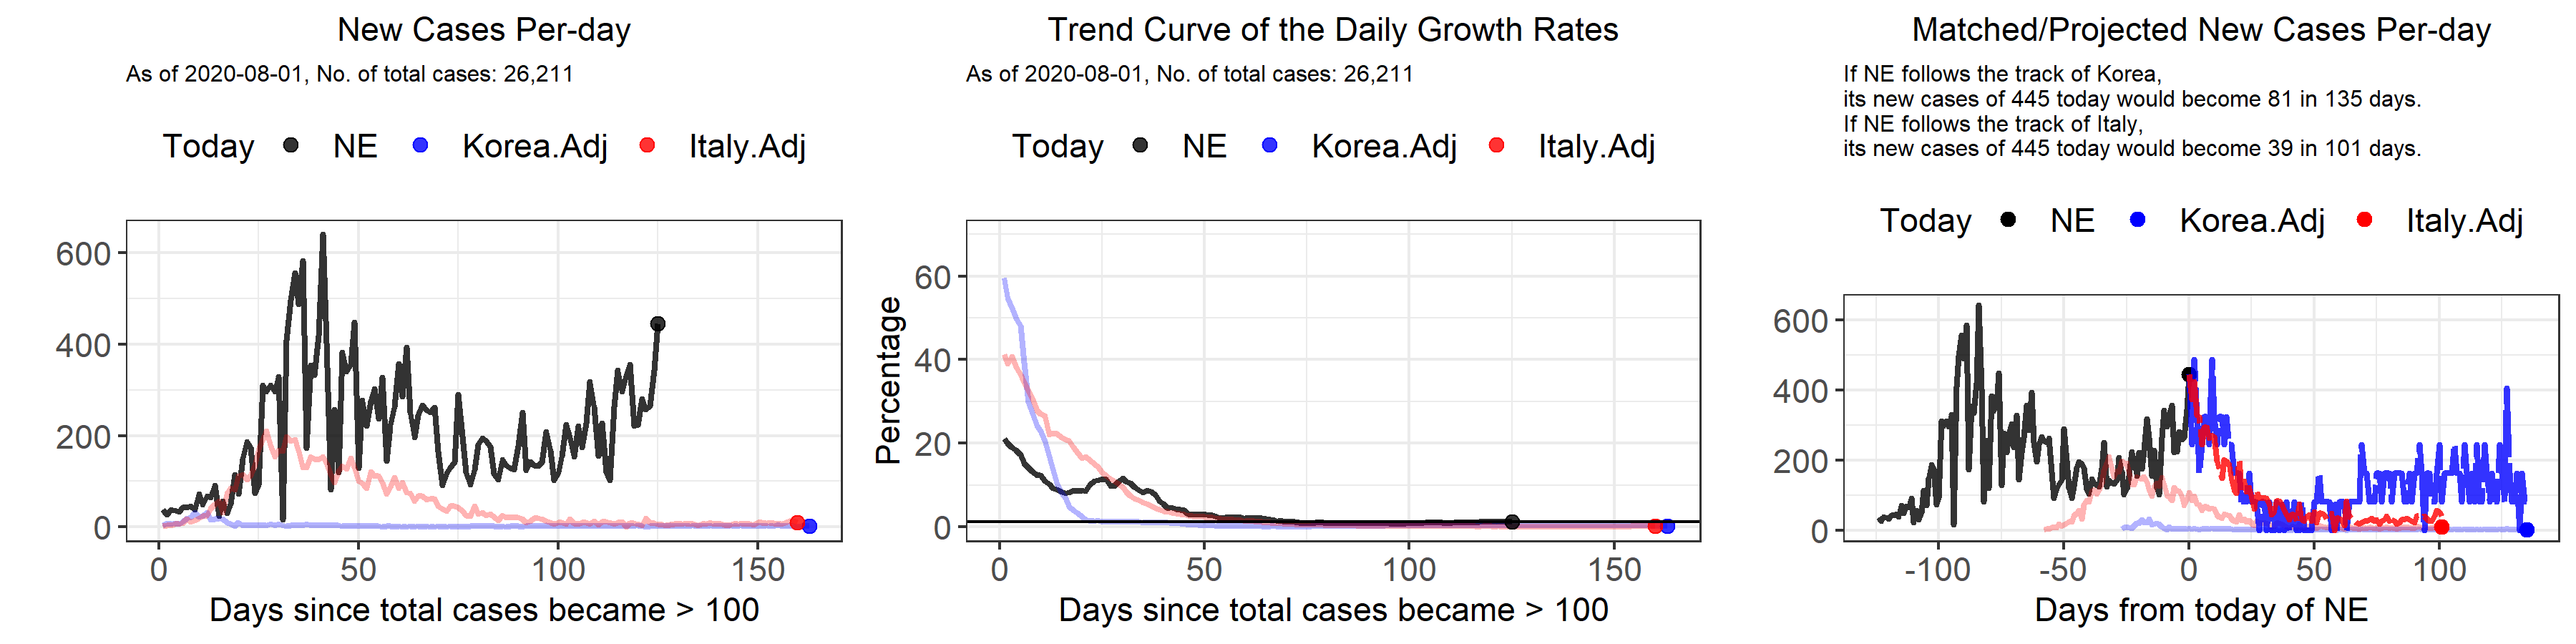 New Cases Per-day
As of 2020-08-01, No. of total cases: 26,211
Today NE Korea.Adj Italy.Adj
600
400
200
0
0 50 100 150
Days since total cases became > 100
Trend Curve of the Daily Growth Rates
As of 2020-08-01, No. of total cases: 26,211
Today NE Korea.Adj Italy.Adj
Percentage
60
40
20
0
0 50 100 150
Days since total cases became > 100
Matched/Projected New Cases Per-day
If NE follows the track of Korea,
its new cases of 445 today would become 81 in 135 days.
If NE follows the track of Italy,
its new cases of 445 today would become 39 in 101 days.
Today NE Korea.Adj Italy.Adj
600
400
200
0
-100 -50 0 50 100
Days from today of NE